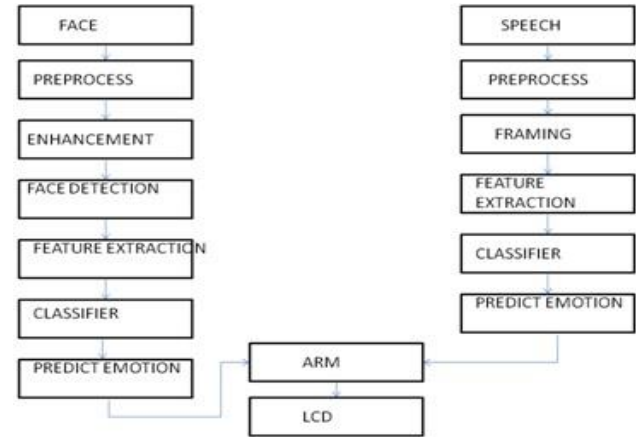 FACE
PREPROCESS
ENHANCEMENT
FACE DETECTION
FEATURE EXTRACTION
CLASSIFIER
PREDICT EMOTION
SPEECH
PREPROCESS
FRAMING
FEATURE
EXTRACTION
CLASSIFIER
PREDICT EMOTION
ARM
LCD